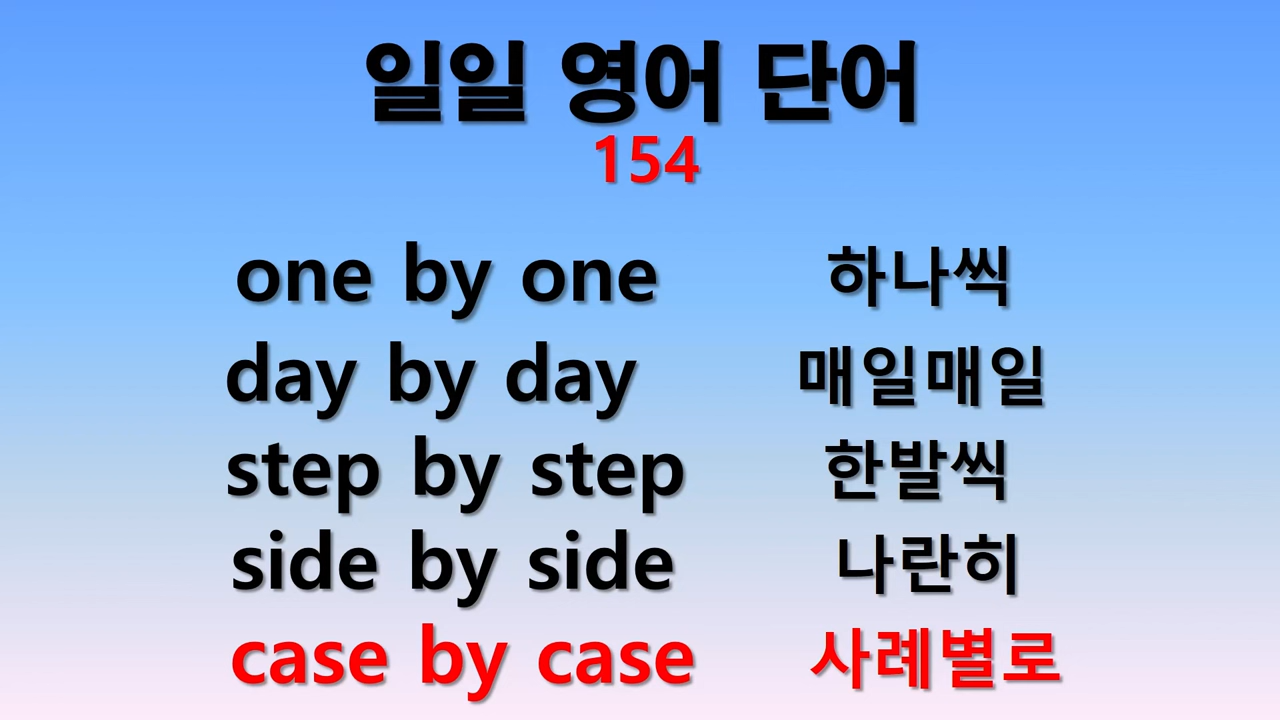 일일 영어 단어
154
one by one 하나씩
day by day 매일매일
step by step 한발씩
side by side 나란히
case by case 사례별로